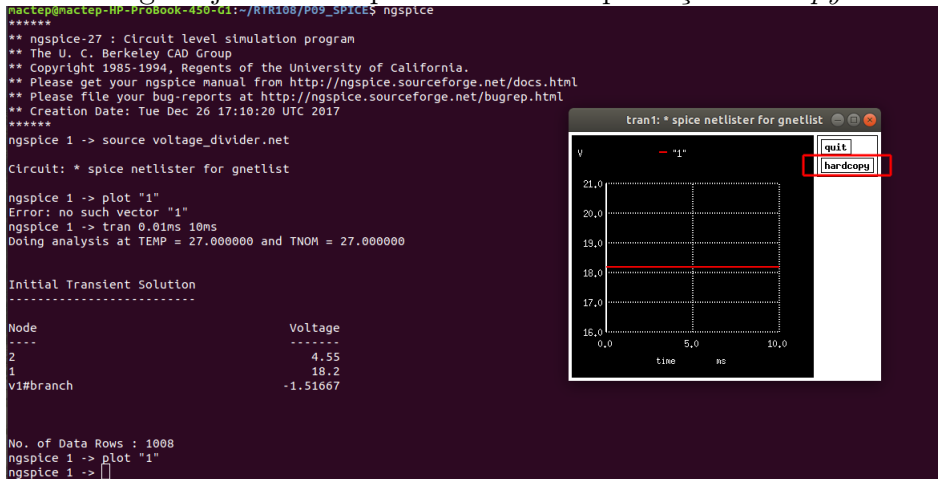 mactep@mactep-HP-ProBook-450-G1:~/RTR108/P09_SPICE$ ngspice
******
** ngspice-27 : Circuit level simulation program
** The U. C. Berkeley CAD Group
** Copyright 1985-1994, Regents of the University of California.
** Please get your ngspice manual from http://ngspice.sourceforge.net/docs.html
** Please file your bug-reports at http://ngspice.sourceforge.net/bugrep.html
** Creation Date: Tue Dec 26 17:10:20 UTC 2017
******
ngspice 1 -> source voltage_divider.net
Circuit: * spice netlister for gnetlist
ngspice 1 -> plot "1"
Error: no such vector "1"
ngspice 1 -> tran 0.01ms 10ms
Doing analysis at TEMP = 27.000000 and TNOM = 27.000000
Initial Transient Solution
--------------------------
Node Voltage
---- -------
2 4.55
1 18.2
v1#branch -1.51667
No. of Data Rows : 1008
ngspice 1 -> plot "1"
ngspice 1 ->
tran1: * spice netlister for gnetlist
quit
hardcopy
V "1"
21.0
20.0
19.0
18.0
17.0
16.0
0.0 5.0 10.0
time ms